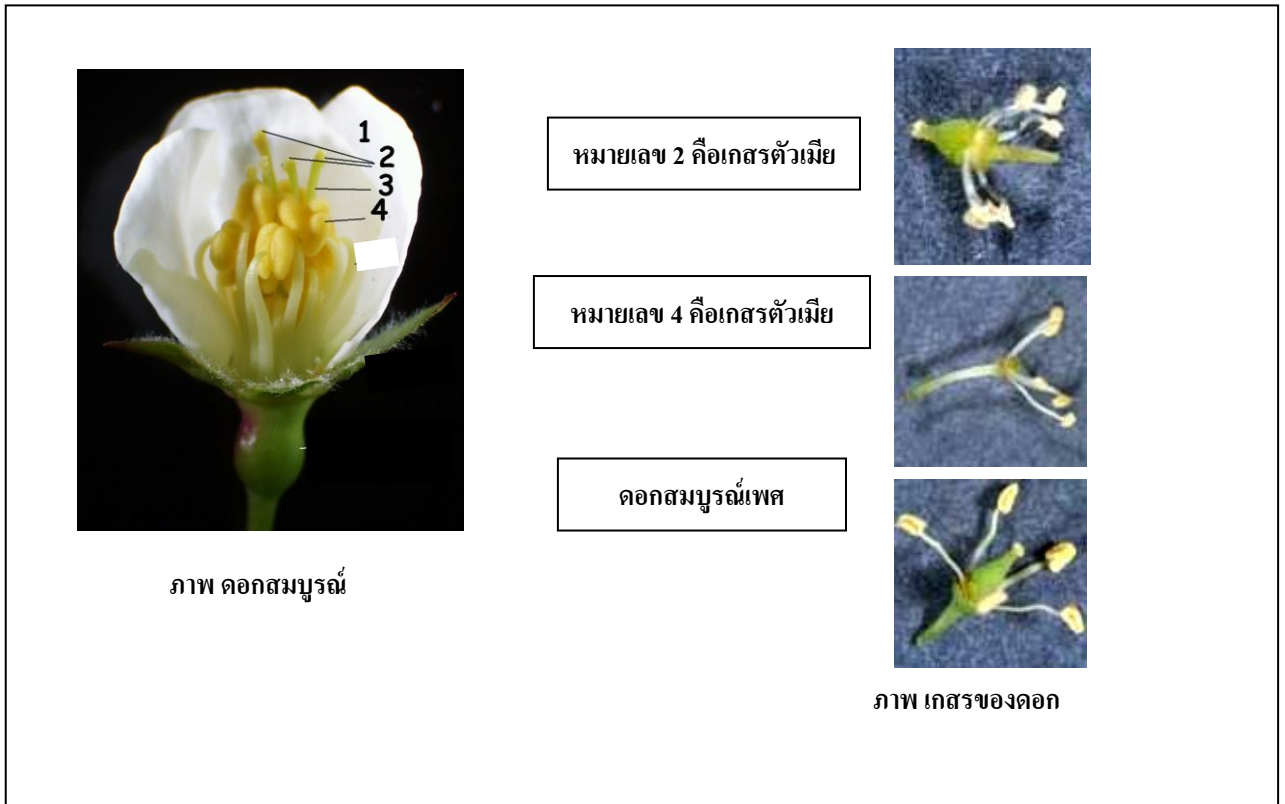 1
2
3
4
หมายเลข 2 คือเกสรตัวเมีย
หมายเลข 4 คือเกสรตัวเมีย
ดอกสมบูรณ์เพศ
ภาพ ดอกสมบูรณ์
ภาพ เกสรของดอก